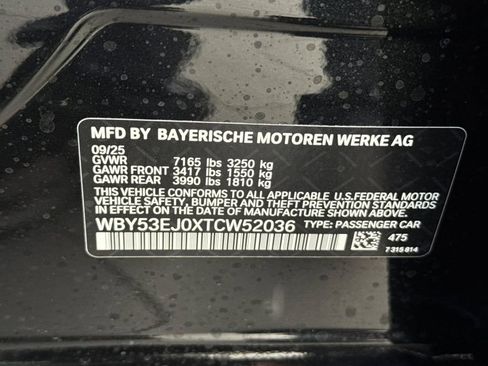 MFD BY BAYERISCHE MOTOREN WERKE AG
09/25
GVWR 7165 lbs 3250 kg
GAWR FRONT 3417 lbs 1550 kg
GAWR REAR 3990 lbs 1810 kg
THIS VEHICLE CONFORMS TO ALL APPLICABLE U.S.FEDERAL MOTOR
VEHICLE SAFETY, BUMPER AND THEFT PREVENTION STANDARDS IN
EFFECT ON THE DATE OF MANUFACTURE SHOWN ABOVE.
WBY53EJ0XTCW52036 TYPE: PASSENGER CAR
475
7 315 814